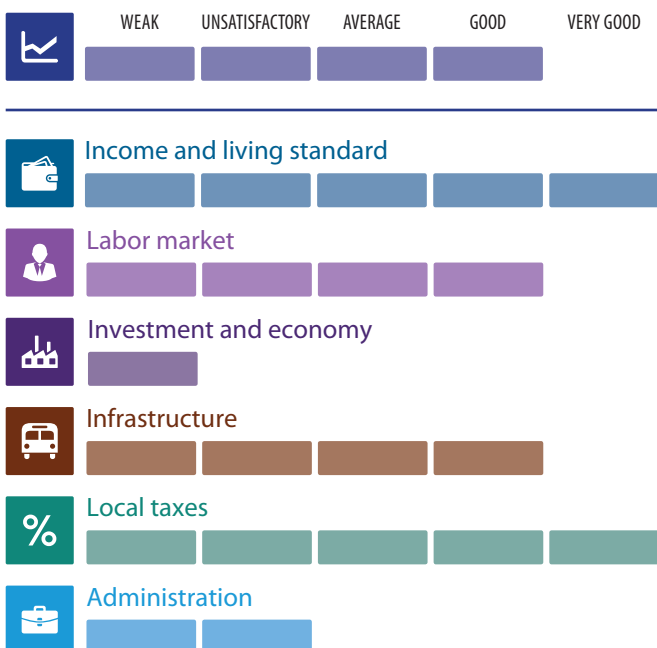 WEAK UNSATISFACTORY AVERAGE GOOD VERY GOOD
Income and living standard
Labor market
Investment and economy
Infrastructure
%
Local taxes
Administration